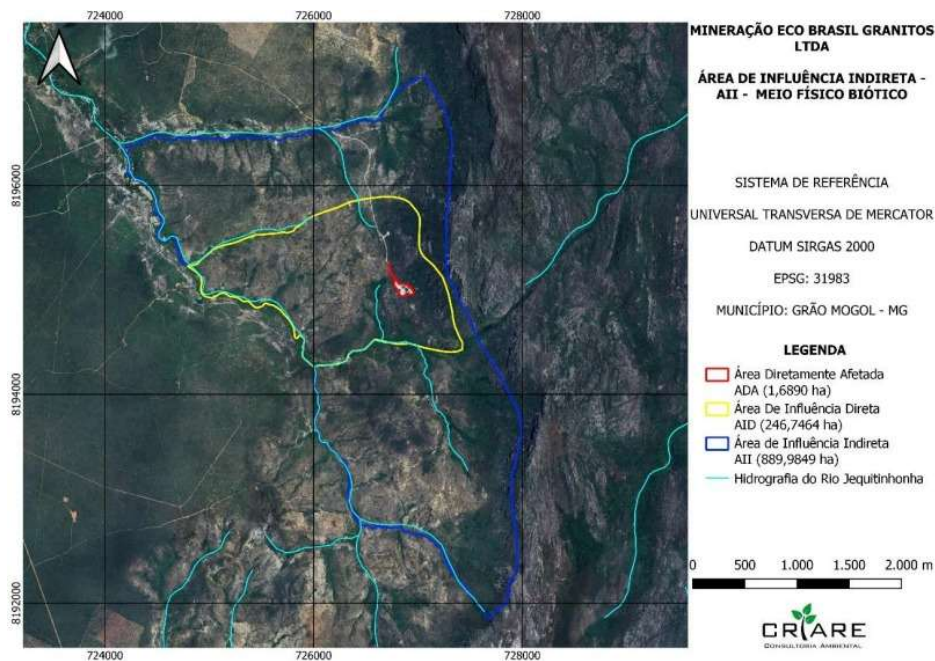 724000
726000
728000
8196000
8194000
8192000
724000
726000
728000
MINERAÇÃO ECO BRASIL GRANITOS
LTDA
ÁREA DE INFLUÊNCIA INDIRETA -
AII - MEIO FÍSICO BIÓTICO
SISTEMA DE REFERÊNCIA
UNIVERSAL TRANSVERSA DE MERCATOR
DATUM SIRGAS 2000
EPSG: 31983
MUNICÍPIO: GRÃO MOGOL - MG
LEGENDA
Área Diretamente Afetada
ADA (1,6890 ha)
Área De Influência Direta
AID (246,7464 ha)
Área de Influência Indireta
AII (889,9849 ha)
Hidrografia do Rio Jequitinhonha
0 500 1.000 1.500 2.000 m
CRIARE
CONSULTORIA AMBIENTAL